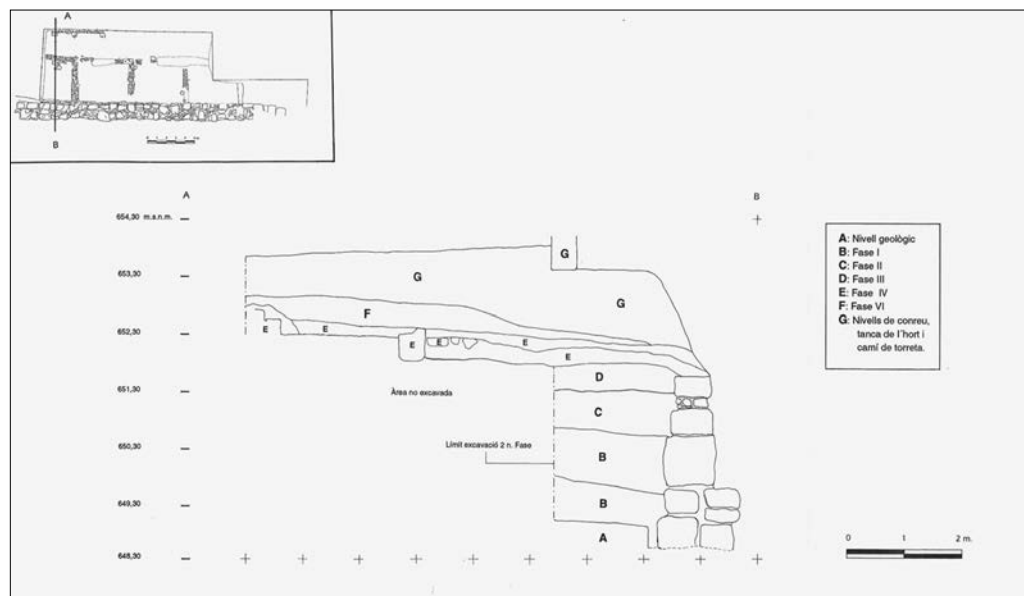 A
B
A
B
654,30 m.s.n.m.
653,30
652,30
651,30
650,30
649,30
648,30
G
G
G
F
E
E
E
E
E
E
D
Àrea no excavada
C
Límit excavació 2 n. Fase
B
B
A
A: Nivell geològic
B: Fase I
C: Fase II
D: Fase III
E: Fase IV
F: Fase VI
G: Nivells de conreu,
tanca de l'hort i
camí de torreta.
0 1 2 m.